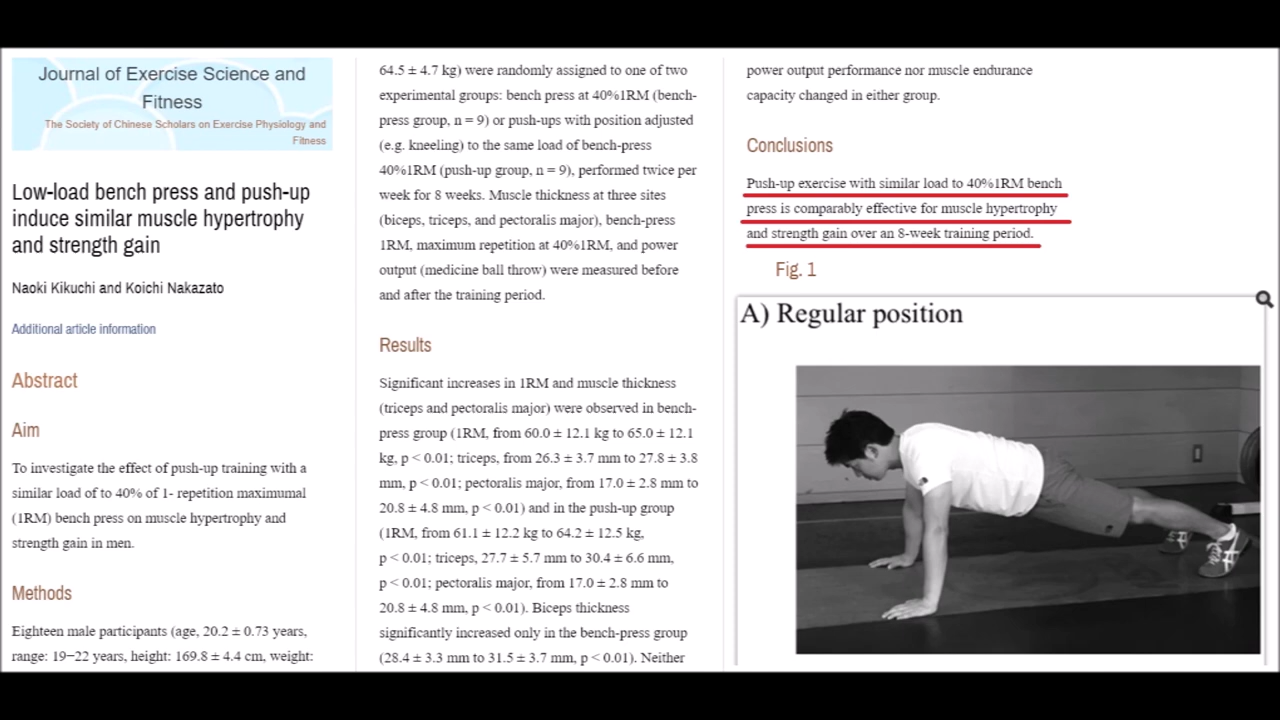 Journal of Exercise Science and
Fitness
The Society of Chinese Scholars on Exercise Physiology and
Fitness
Low-load bench press and push-up
induce similar muscle hypertrophy
and strength gain
Naoki Kikuchi and Koichi Nakazato
Additional article information
Abstract
Aim
To investigate the effect of push-up training with a
similar load of to 40% of 1- repetition maximumal
(1RM) bench press on muscle hypertrophy and
strength gain in men.
Methods
Eighteen male participants (age, 20.2 ± 0.73 years,
range: 19−22 years, height: 169.8 ± 4.4 cm, weight:
64.5 ± 4.7 kg) were randomly assigned to one of two
experimental groups: bench press at 40%1RM (bench-
press group, n = 9) or push-ups with position adjusted
(e.g. kneeling) to the same load of bench-press
40%1RM (push-up group, n = 9), performed twice per
week for 8 weeks. Muscle thickness at three sites
(biceps, triceps, and pectoralis major), bench-press
1RM, maximum repetition at 40%1RM, and power
output (medicine ball throw) were measured before
and after the training period.
Results
Significant increases in 1RM and muscle thickness
(triceps and pectoralis major) were observed in bench-
press group (1RM, from 60.0 ± 12.1 kg to 65.0 ± 12.1
kg, p < 0.01; triceps, from 26.3 ± 3.7 mm to 27.8 ± 3.8
mm, p < 0.01; pectoralis major, from 17.0 ± 2.8 mm to
20.8 ± 4.8 mm, p < 0.01) and in the push-up group
(1RM, from 61.1 ± 12.2 kg to 64.2 ± 12.5 kg,
p < 0.01; triceps, 27.7 ± 5.7 mm to 30.4 ± 6.6 mm,
p < 0.01; pectoralis major, from 17.0 ± 2.8 mm to
20.8 ± 4.8 mm, p < 0.01). Biceps thickness
significantly increased only in the bench-press group
(28.4 ± 3.3 mm to 31.5 ± 3.7 mm, p < 0.01). Neither
power output performance nor muscle endurance
capacity changed in either group.
Conclusions
Push-up exercise with similar load to 40%1RM bench
press is comparably effective for muscle hypertrophy
and strength gain over an 8-week training period.
Fig. 1
A) Regular position